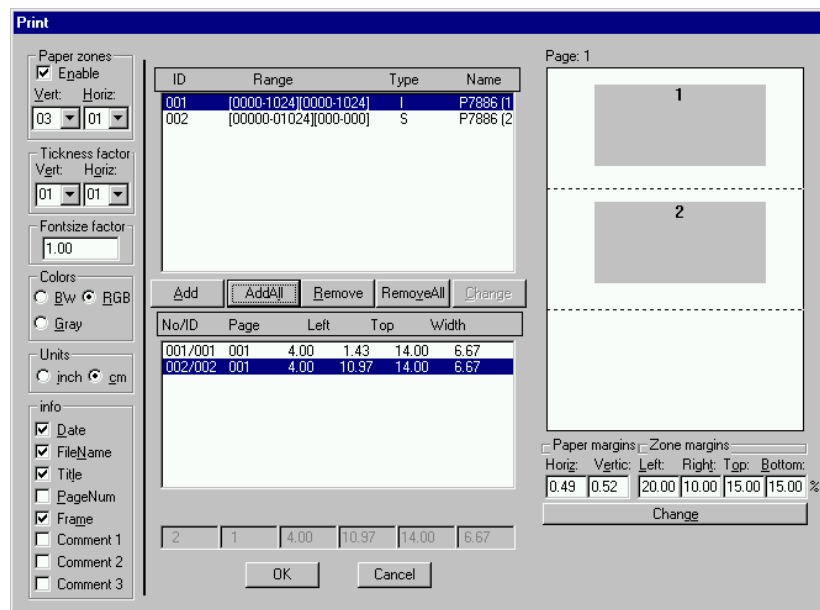 Print
Paper zones
Enable
Vert: Horiz:
03 01
Tickness factor
Vert: Horiz:
01 01
Fontsize factor
1.00
Colors
BW RGB
Gray
Units
inch cm
info
Date
FileName
Title
PageNum
Frame
Comment 1
Comment 2
Comment 3
ID Range Type Name
001 [0000-1024][0000-1024] I P7886 (1
002 [00000-01024][000-000] S P7886 (2
Add AddAll Remove RemoveAll Change
No/ID Page Left Top Width
001/001 001 4.00 1.43 14.00 6.67
002/002 001 4.00 10.97 14.00 6.67
2 1 4.00 10.97 14.00 6.67
OK Cancel
Page: 1
1
2
Paper margins Zone margins
Horiz: Vertic: Left: Right: Top: Bottom:
0.49 0.52 20.00 10.00 15.00 15.00 %
Change